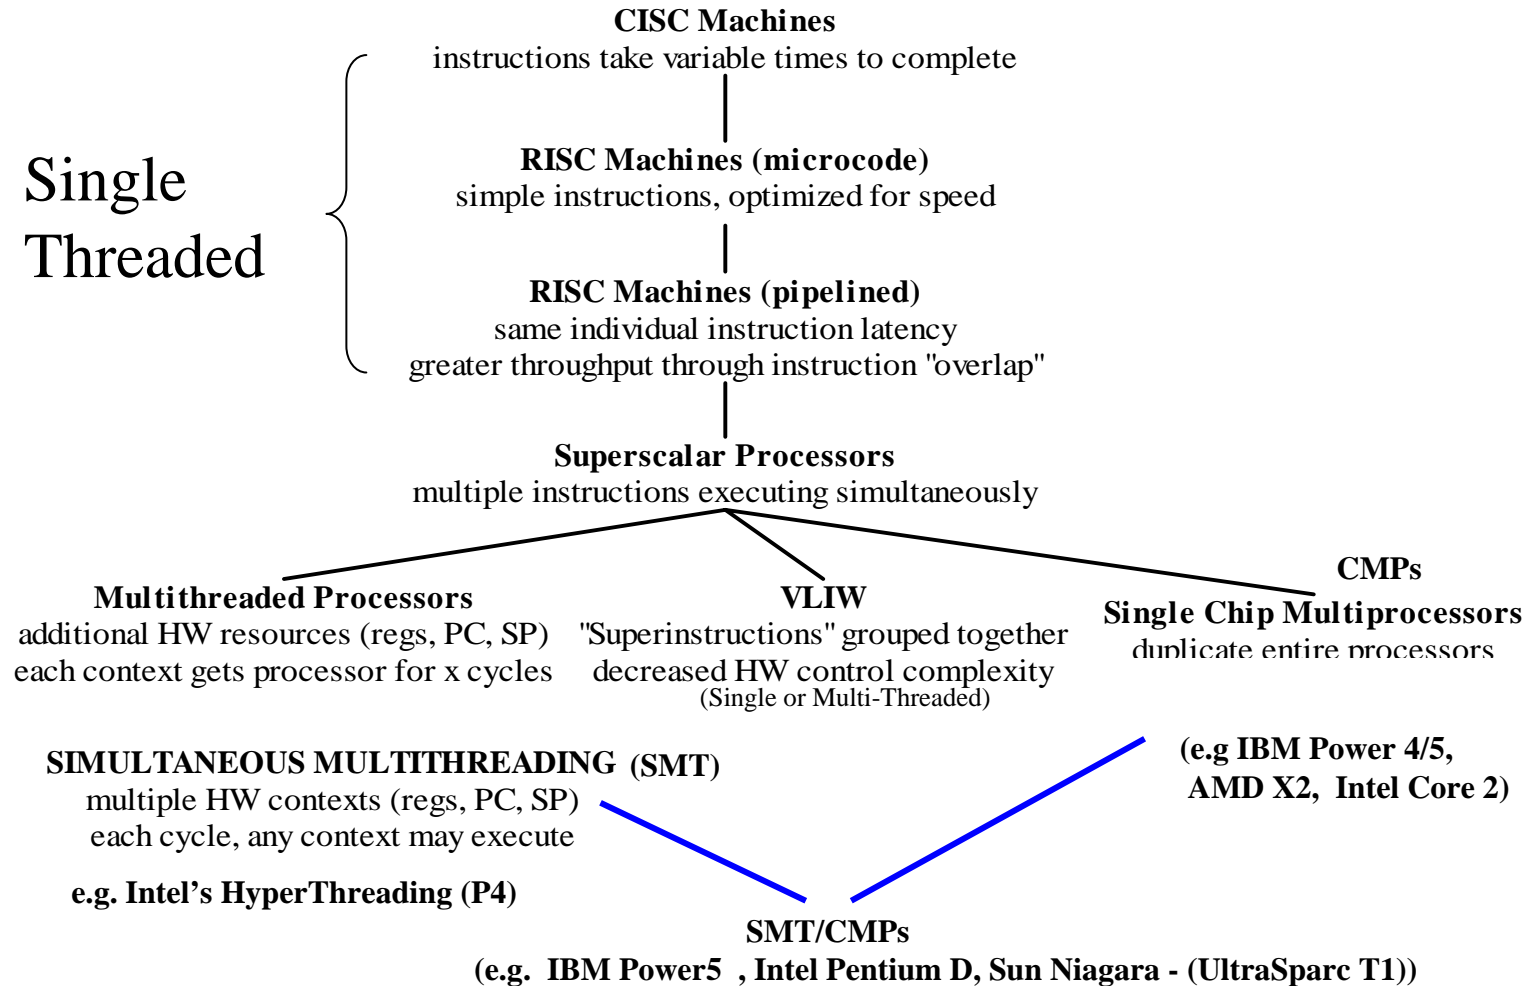 CISC Machines
instructions take variable times to complete
Single
Threaded
RISC Machines (microcode)
simple instructions, optimized for speed
RISC Machines (pipelined)
same individual instruction latency
greater throughput through instruction "overlap"
Superscalar Processors
multiple instructions executing simultaneously
Multithreaded Processors
additional HW resources (regs, PC, SP)
each context gets processor for x cycles
VLIW
"Superinstructions" grouped together
decreased HW control complexity
(Single or Multi-Threaded)
CMPs
Single Chip Multiprocessors
duplicate entire processors
SIMULTANEOUS MULTITHREADING (SMT)
multiple HW contexts (regs, PC, SP)
each cycle, any context may execute
e.g. Intel’s HyperThreading (P4)
(e.g IBM Power 4/5,
AMD X2, Intel Core 2)
SMT/CMPs
(e.g. IBM Power5 , Intel Pentium D, Sun Niagara - (UltraSparc T1))